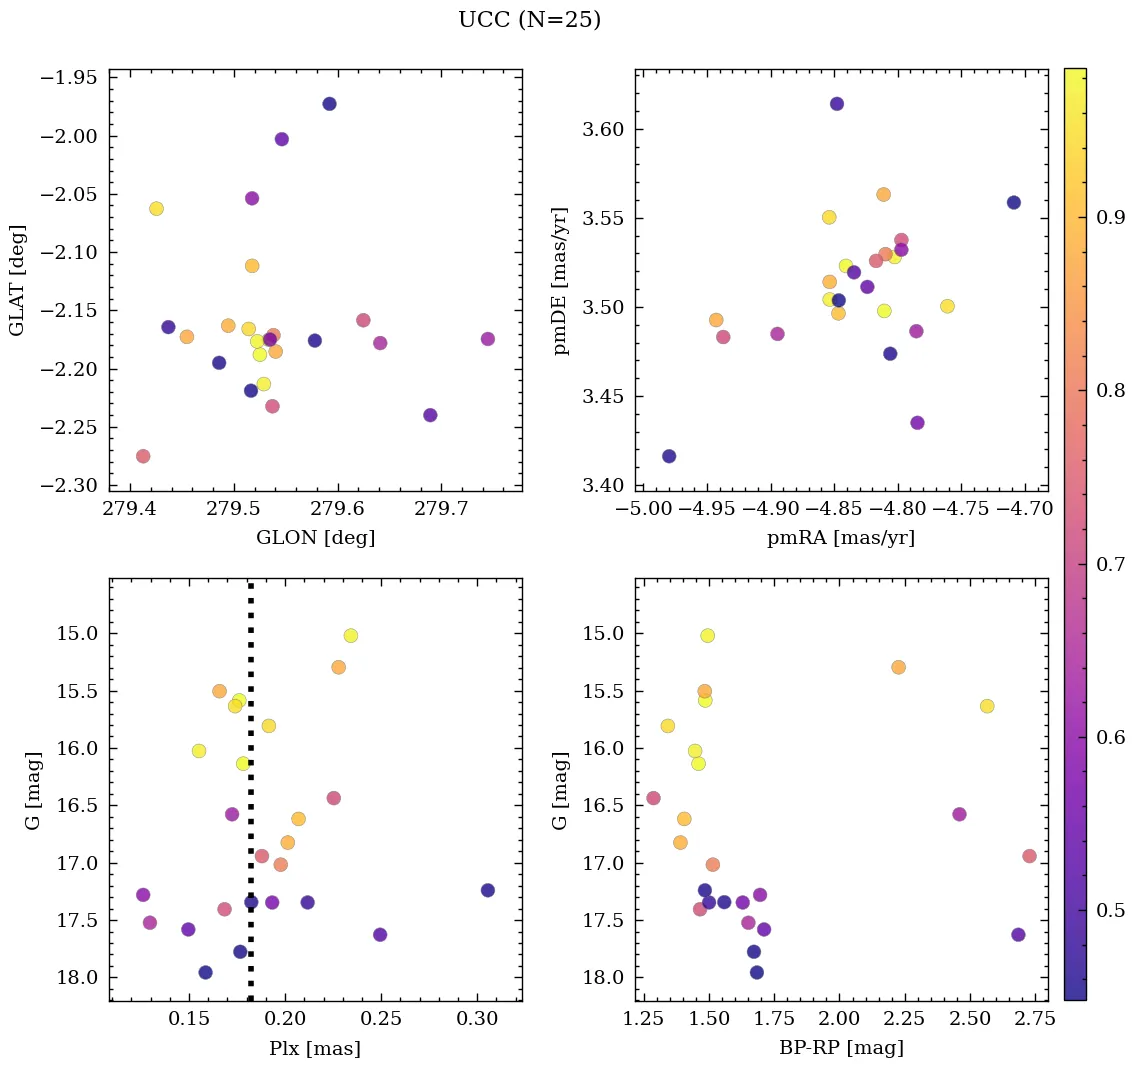 UCC (N=25)
−1.95
−2.00
−2.05
−2.10
−2.15
−2.20
−2.25
−2.30
GLAT [deg]
279.4 279.5 279.6 279.7
GLON [deg]
3.60
3.55
3.50
3.45
3.40
pmDE [mas/yr]
−5.00 −4.95 −4.90 −4.85 −4.80 −4.75 −4.70
pmRA [mas/yr]
0.9
0.8
0.7
0.6
0.5
15.0
15.5
16.0
16.5
17.0
17.5
18.0
G [mag]
0.15 0.20 0.25 0.30
Plx [mas]
15.0
15.5
16.0
16.5
17.0
17.5
18.0
G [mag]
1.25 1.50 1.75 2.00 2.25 2.50 2.75
BP-RP [mag]